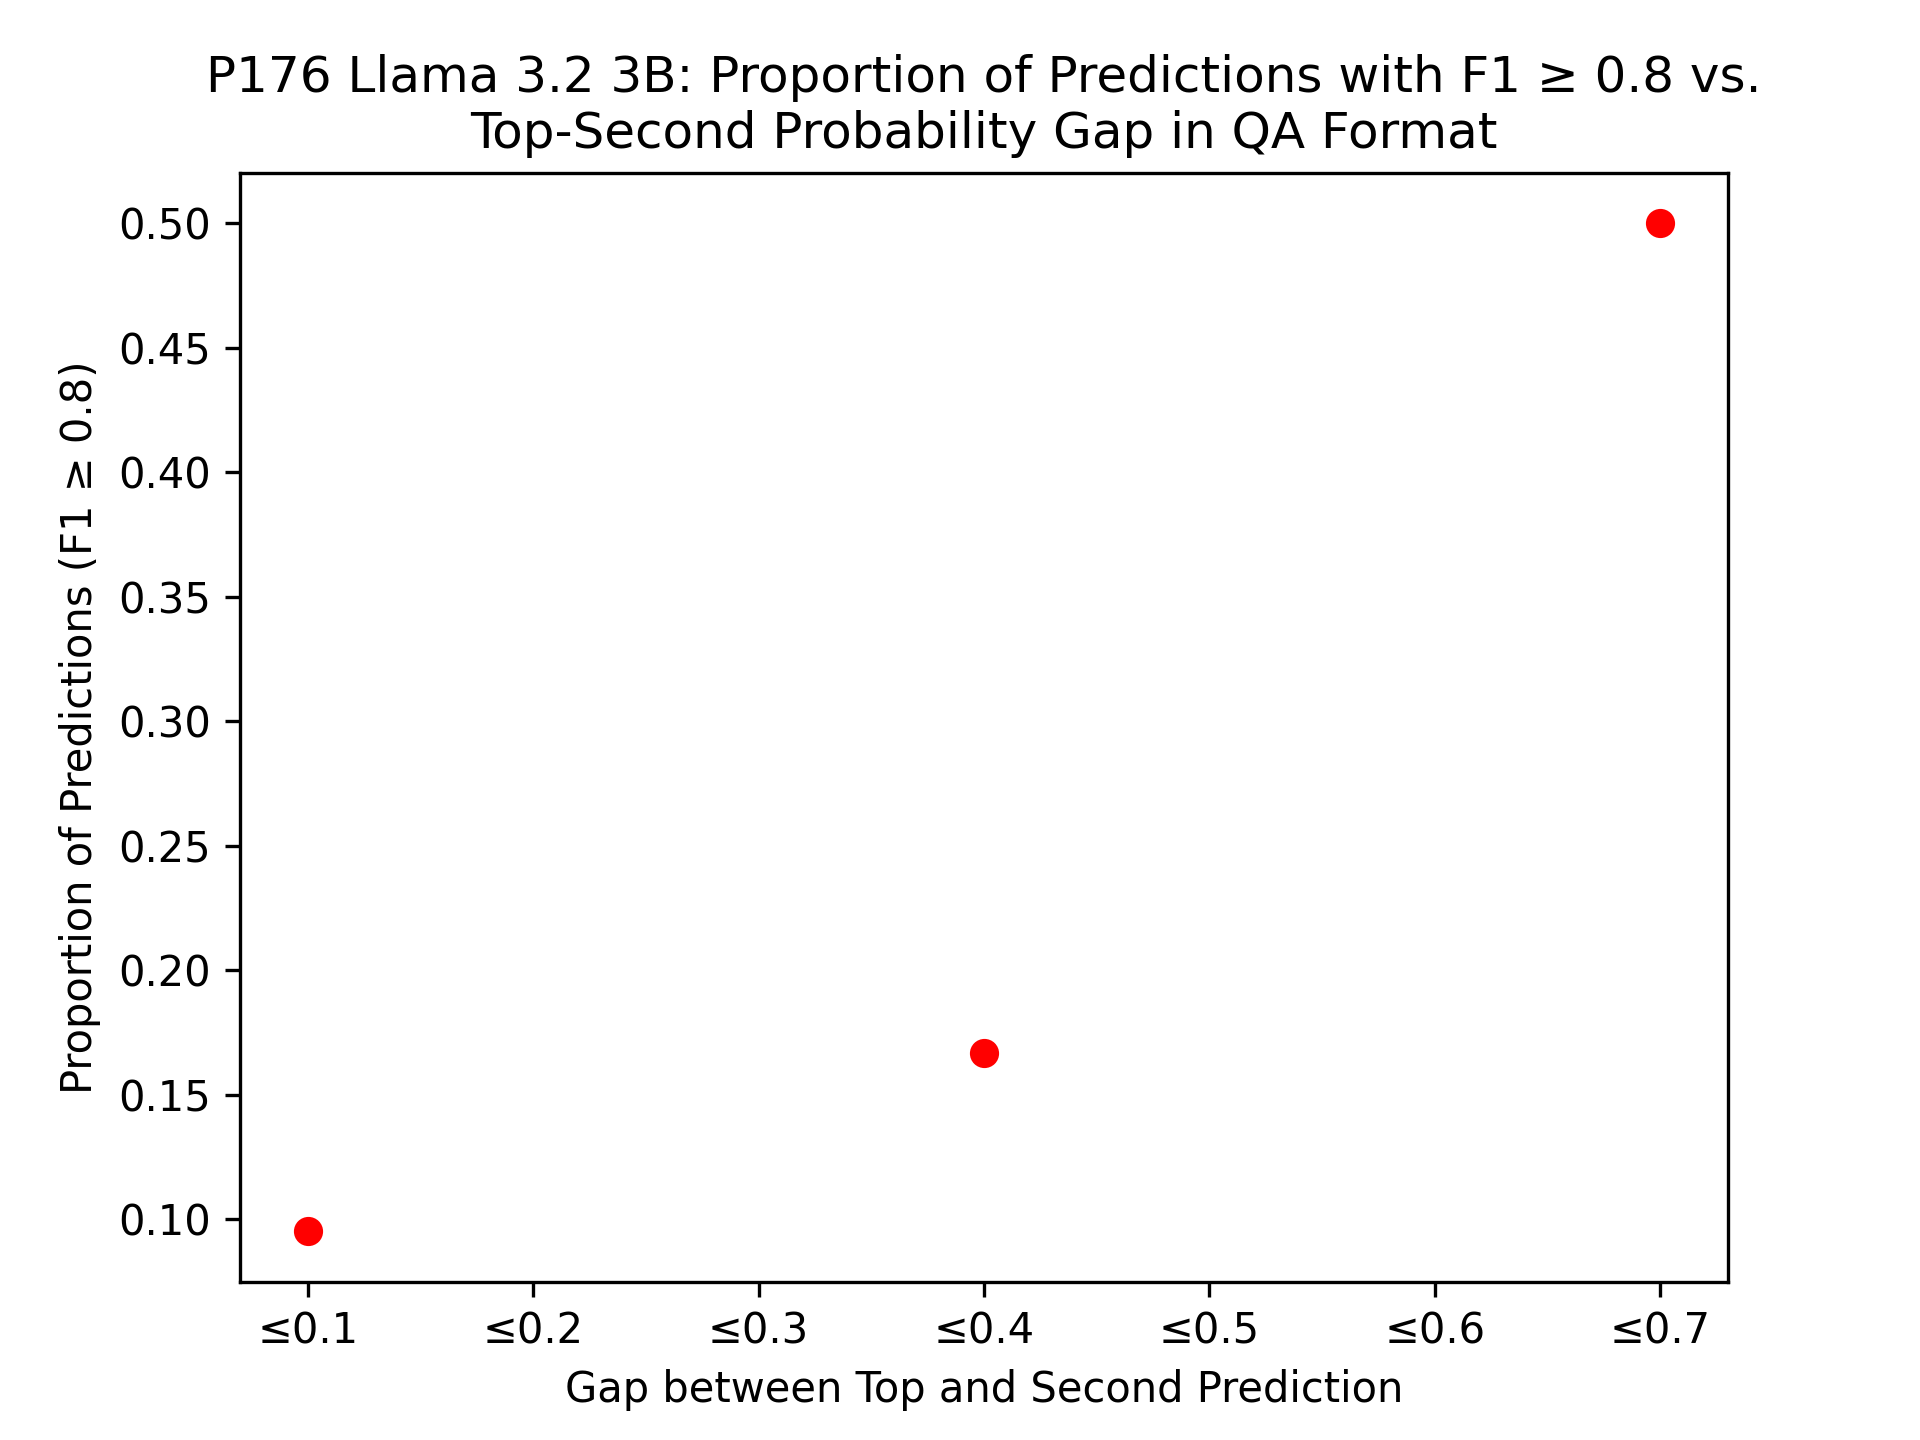 P176 Llama 3.2 3B: Proportion of Predictions with F1 ≥ 0.8 vs.
Top-Second Probability Gap in QA Format
Proportion of Predictions (F1 ≥ 0.8)
0.50
0.45
0.40
0.35
0.30
0.25
0.20
0.15
0.10
≤0.1 ≤0.2 ≤0.3 ≤0.4 ≤0.5 ≤0.6 ≤0.7
Gap between Top and Second Prediction